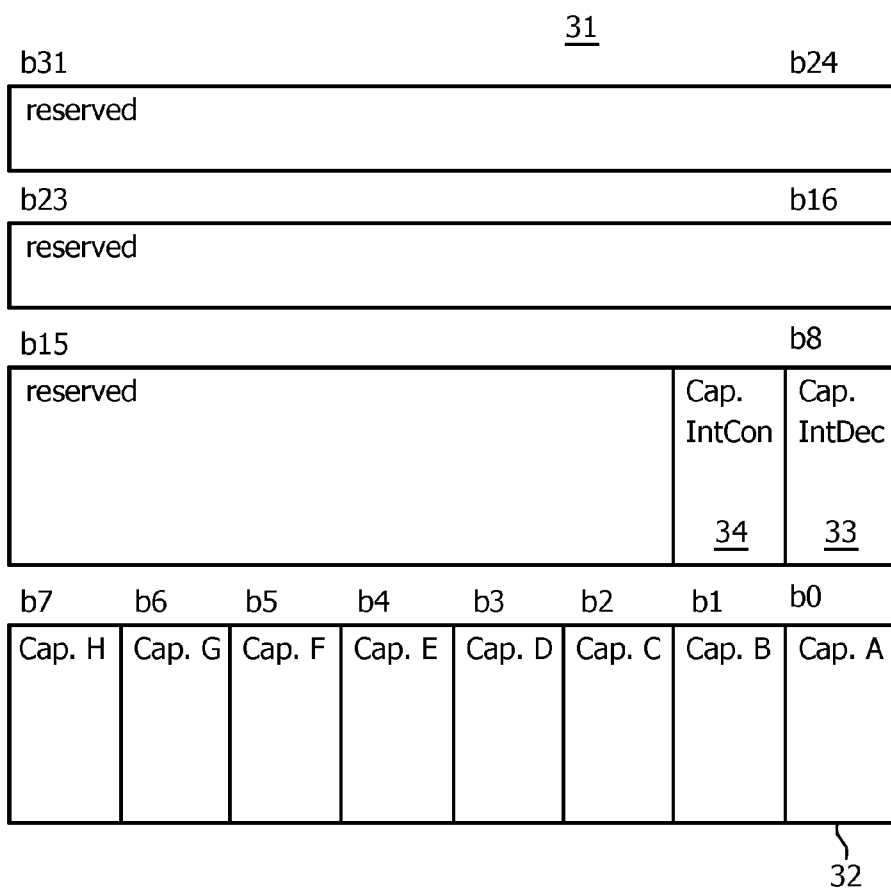 31
b31 b24
reserved
b23 b16
reserved
b15 b8
reserved Cap. Cap.
IntCon IntDec
34 33
b7 b6 b5 b4 b3 b2 b1 b0
Cap. H Cap. G Cap. F Cap. E Cap. D Cap. C Cap. B Cap. A
32